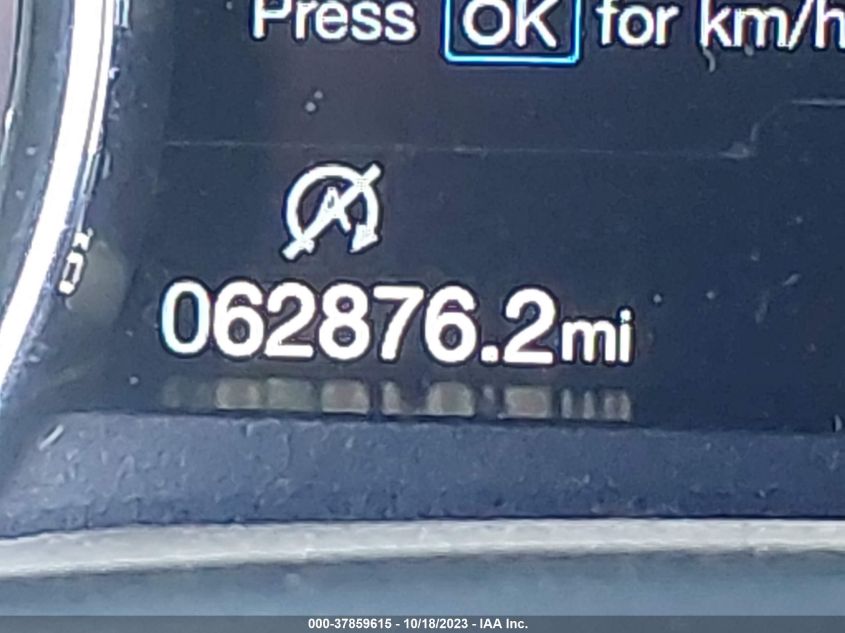 Press OK for km/h
A
062876.2mi
000-37859615 - 10/18/2023 - IAA Inc.